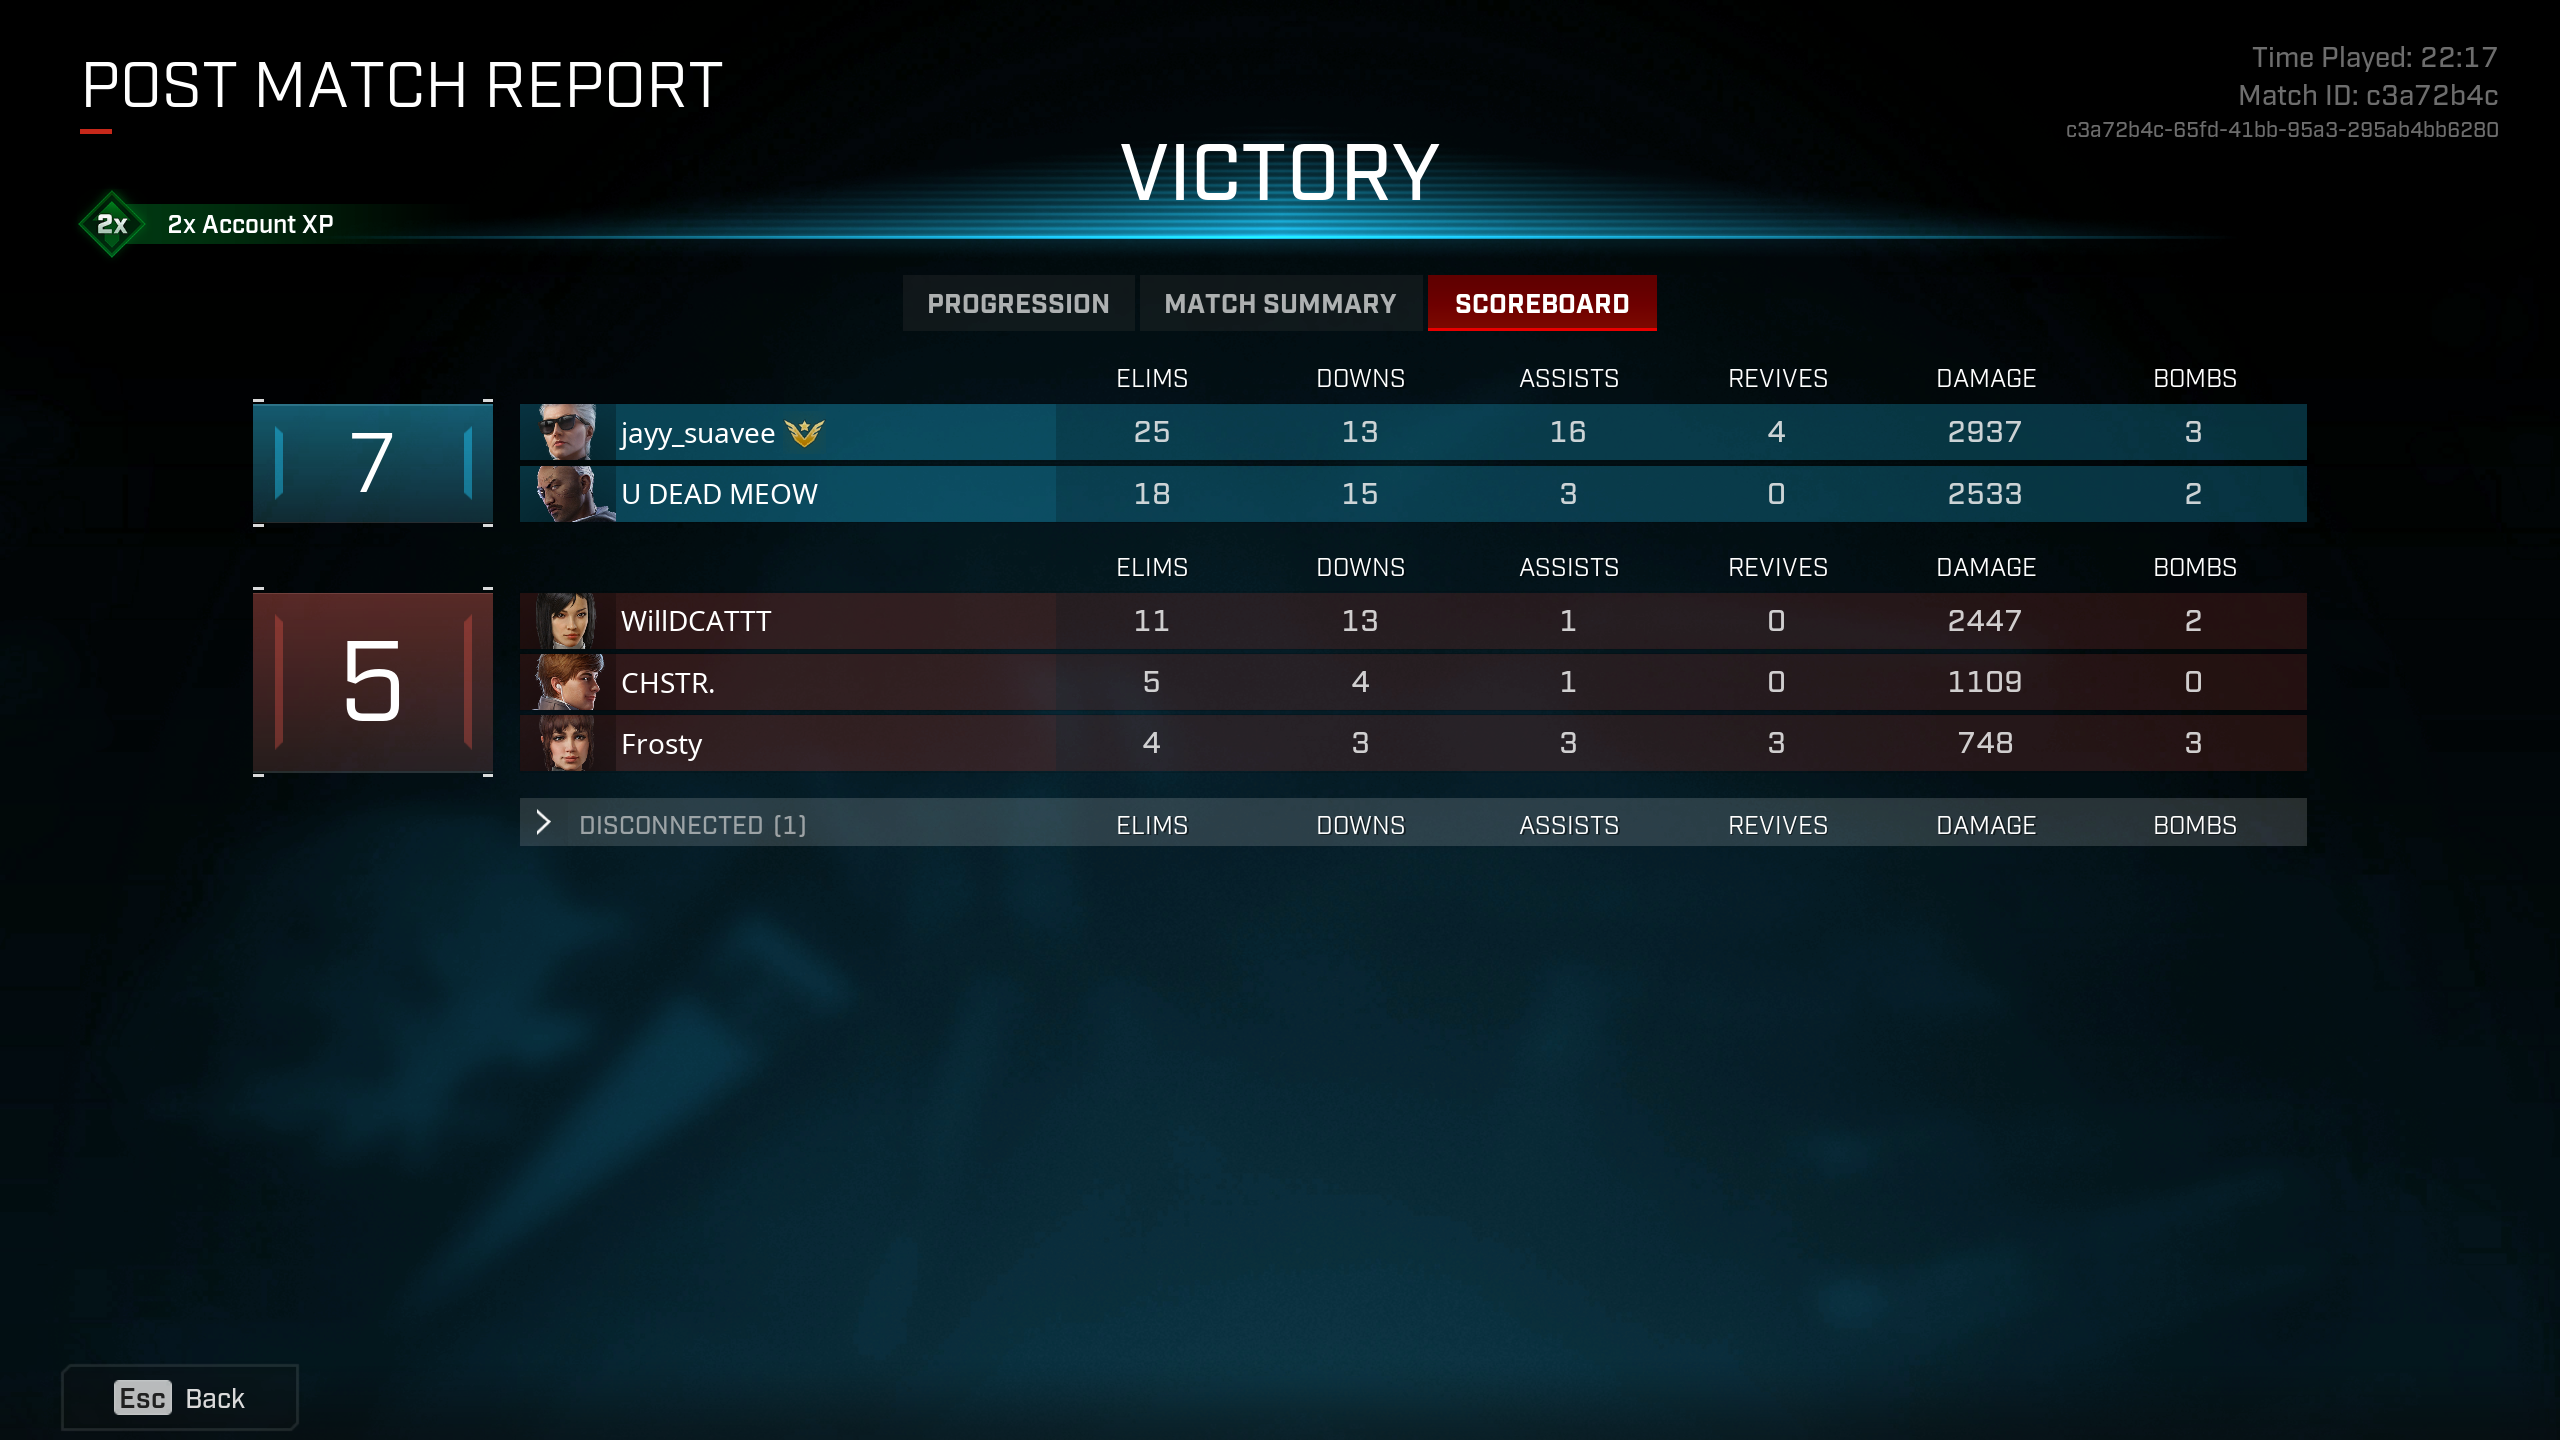 POST MATCH REPORT
Time Played: 22:17
Match ID: c3a72b4c
c3a72b4c-65fd-41bb-95a3-295ab4bb6280
VICTORY
2x 2x Account XP
PROGRESSION MATCH SUMMARY SCOREBOARD
ELIMS DOWNS ASSISTS REVIVES DAMAGE BOMBS
7
jayy_suavee 25 13 16 4 2937 3
U DEAD MEOW 18 15 3 0 2533 2
ELIMS DOWNS ASSISTS REVIVES DAMAGE BOMBS
5
WillDCATTT 11 13 1 0 2447 2
CHSTR. 5 4 1 0 1109 0
Frosty 4 3 3 3 748 3
DISCONNECTED (1) ELIMS DOWNS ASSISTS REVIVES DAMAGE BOMBS
Esc Back